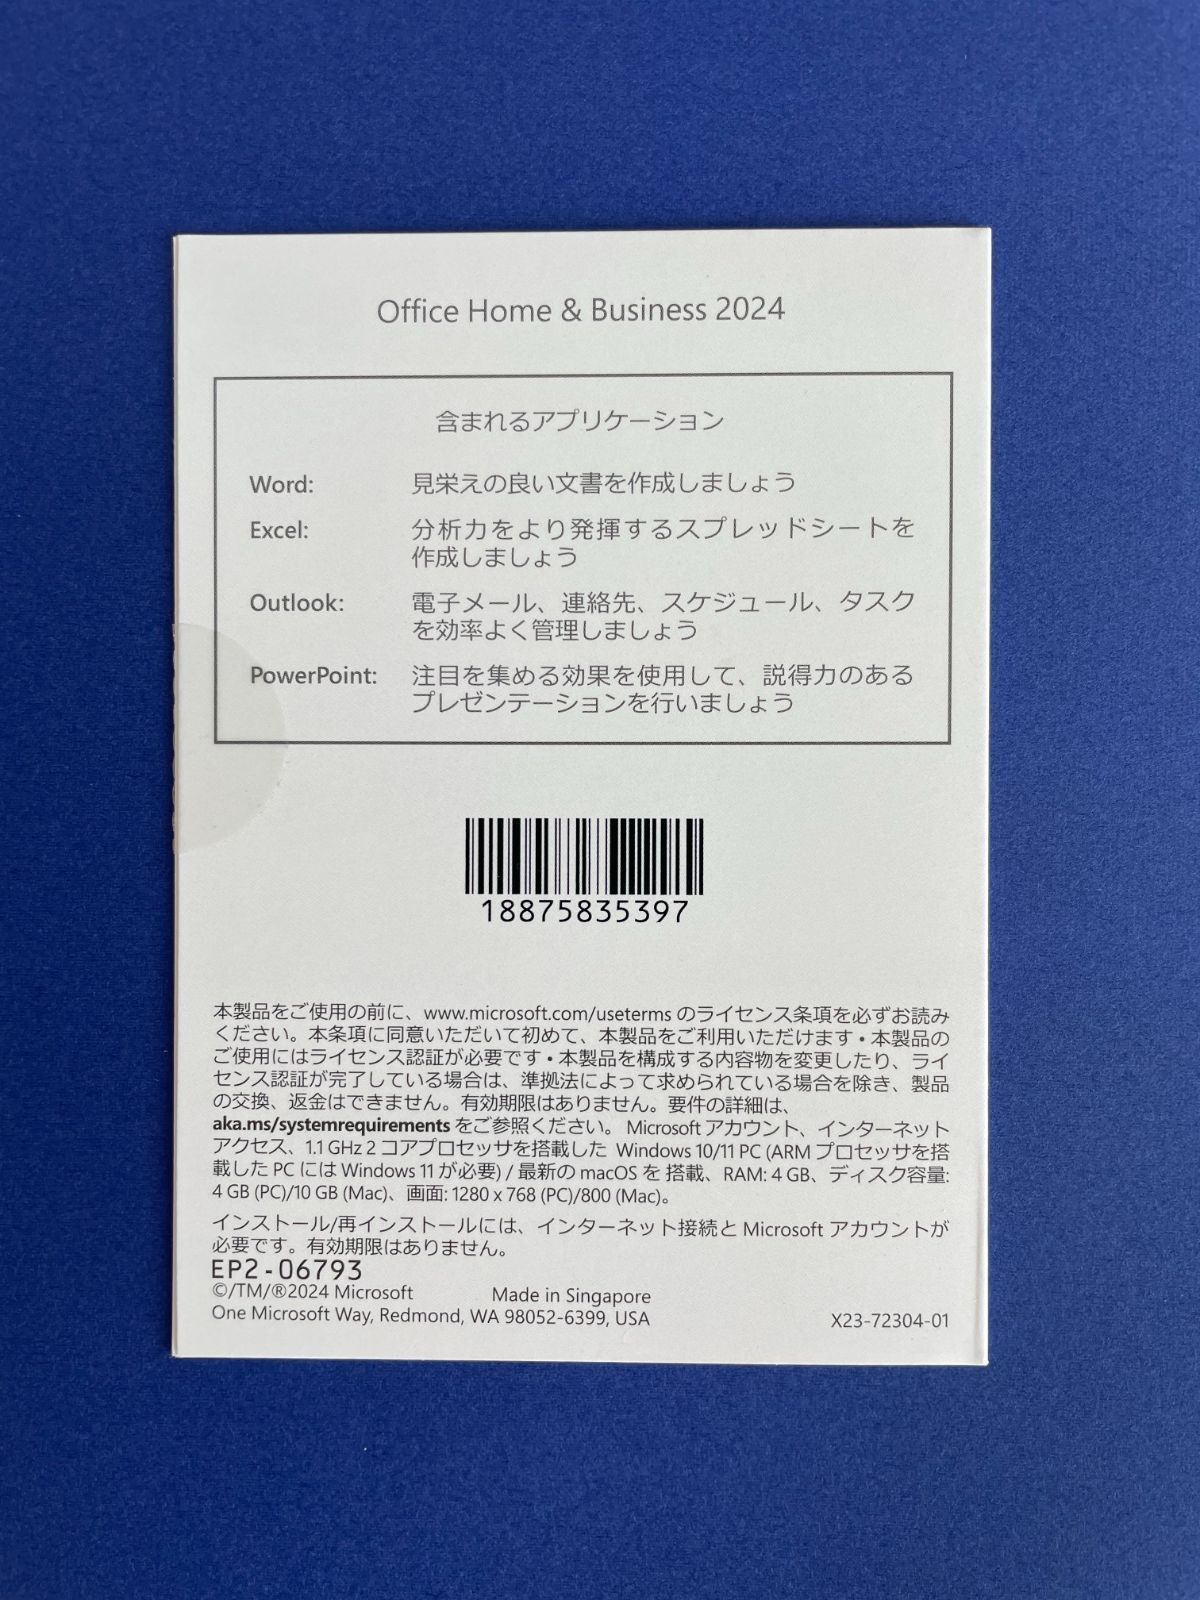 Office Home & Business 2024
含まれるアプリケーション
Word: 見栄えの良い文書を作成しましょう
Excel: 分析力をより発揮するスプレッドシートを
作成しましょう
Outlook: 電子メール、連絡先、スケジュール、タスク
を効率よく管理しましょう
PowerPoint: 注目を集める効果を使用して、説得力のある
プレゼンテーションを行いましょう
18875835397
本製品をご使用の前に、www.microsoft.com/useterms のライセンス条項を必ずお読み
ください。本条項に同意いただいて初めて、本製品をご利用いただけます • 本製品の
ご使用にはライセンス認証が必要です • 本製品を構成する内容物を変更したり、ライ
センス認証が完了している場合は、準拠法によって求められている場合を除き、製品
の交換、返金はできません。有効期限はありません。要件の詳細は、
aka.ms/systemrequirements をご参照ください。 Microsoft アカウント、インターネット
アクセス、1.1 GHz 2 コアプロセッサを搭載した Windows 10/11 PC (ARM プロセッサを搭
載した PC には Windows 11 が必要) / 最新の macOS を 搭載、RAM: 4 GB、ディスク容量:
4 GB (PC)/10 GB (Mac)、画面: 1280 x 768 (PC)/800 (Mac)。
インストール/再インストールには、インターネット接続と Microsoft アカウントが
必要です。有効期限はありません。
EP2-06793
©/TM/®2024 Microsoft Made in Singapore
One Microsoft Way, Redmond, WA 98052-6399, USA X23-72304-01